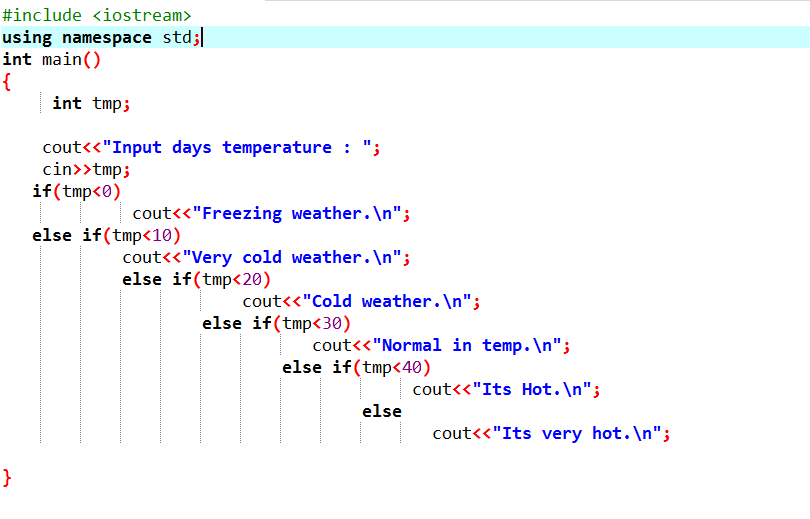 #include <iostream>
using namespace std;
int main()
{
     int tmp;

    cout<<"Input days temperature : ";
    cin>>tmp;
   if(tmp<0)
             cout<<"Freezing weather.\n";
   else if(tmp<10)
            cout<<"Very cold weather.\n";
            else if(tmp<20)
                        cout<<"Cold weather.\n";
                    else if(tmp<30)
                               cout<<"Normal in temp.\n";
                            else if(tmp<40)
                                         cout<<"Its Hot.\n";
                                    else
                                           cout<<"Its very hot.\n";

}